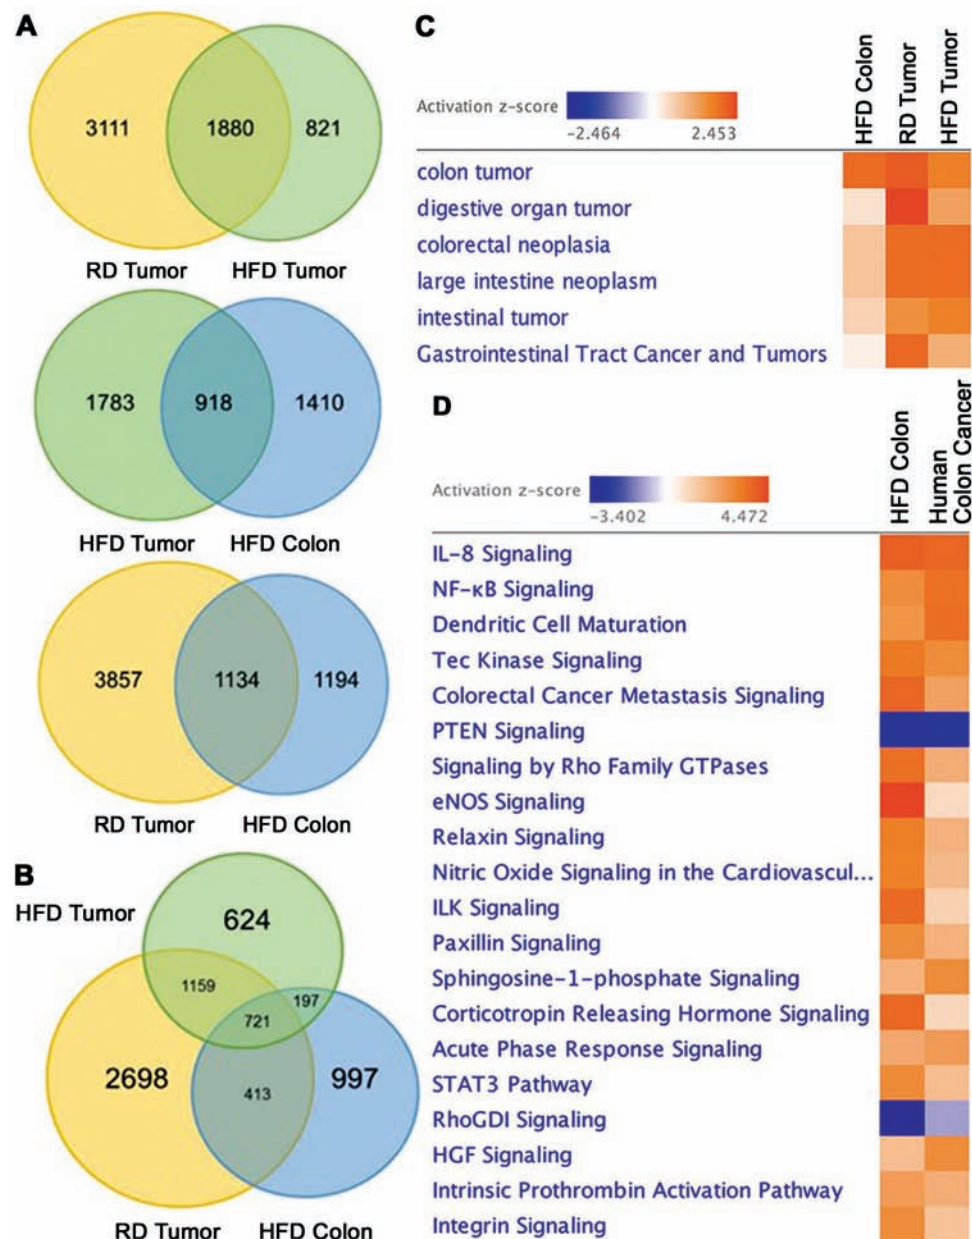 A
3111 1880 821
RD Tumor HFD Tumor
1783 918 1410
HFD Tumor HFD Colon
3857 1134 1194
RD Tumor HFD Colon
B
HFD Tumor
624
1159
197
721
2698
997
413
RD Tumor HFD Colon
C
Activation z-score
-2.464 2.453
HFD Colon
RD Tumor
HFD Tumor
colon tumor
digestive organ tumor
colorectal neoplasia
large intestine neoplasm
intestinal tumor
Gastrointestinal Tract Cancer and Tumors
D
Activation z-score
-3.402 4.472
HFD Colon
Human
Colon Cancer
IL-8 Signaling
NF-κB Signaling
Dendritic Cell Maturation
Tec Kinase Signaling
Colorectal Cancer Metastasis Signaling
PTEN Signaling
Signaling by Rho Family GTPases
eNOS Signaling
Relaxin Signaling
Nitric Oxide Signaling in the Cardiovascul...
ILK Signaling
Paxillin Signaling
Sphingosine-1-phosphate Signaling
Corticotropin Releasing Hormone Signaling
Acute Phase Response Signaling
STAT3 Pathway
RhoGDI Signaling
HGF Signaling
Intrinsic Prothrombin Activation Pathway
Integrin Signaling